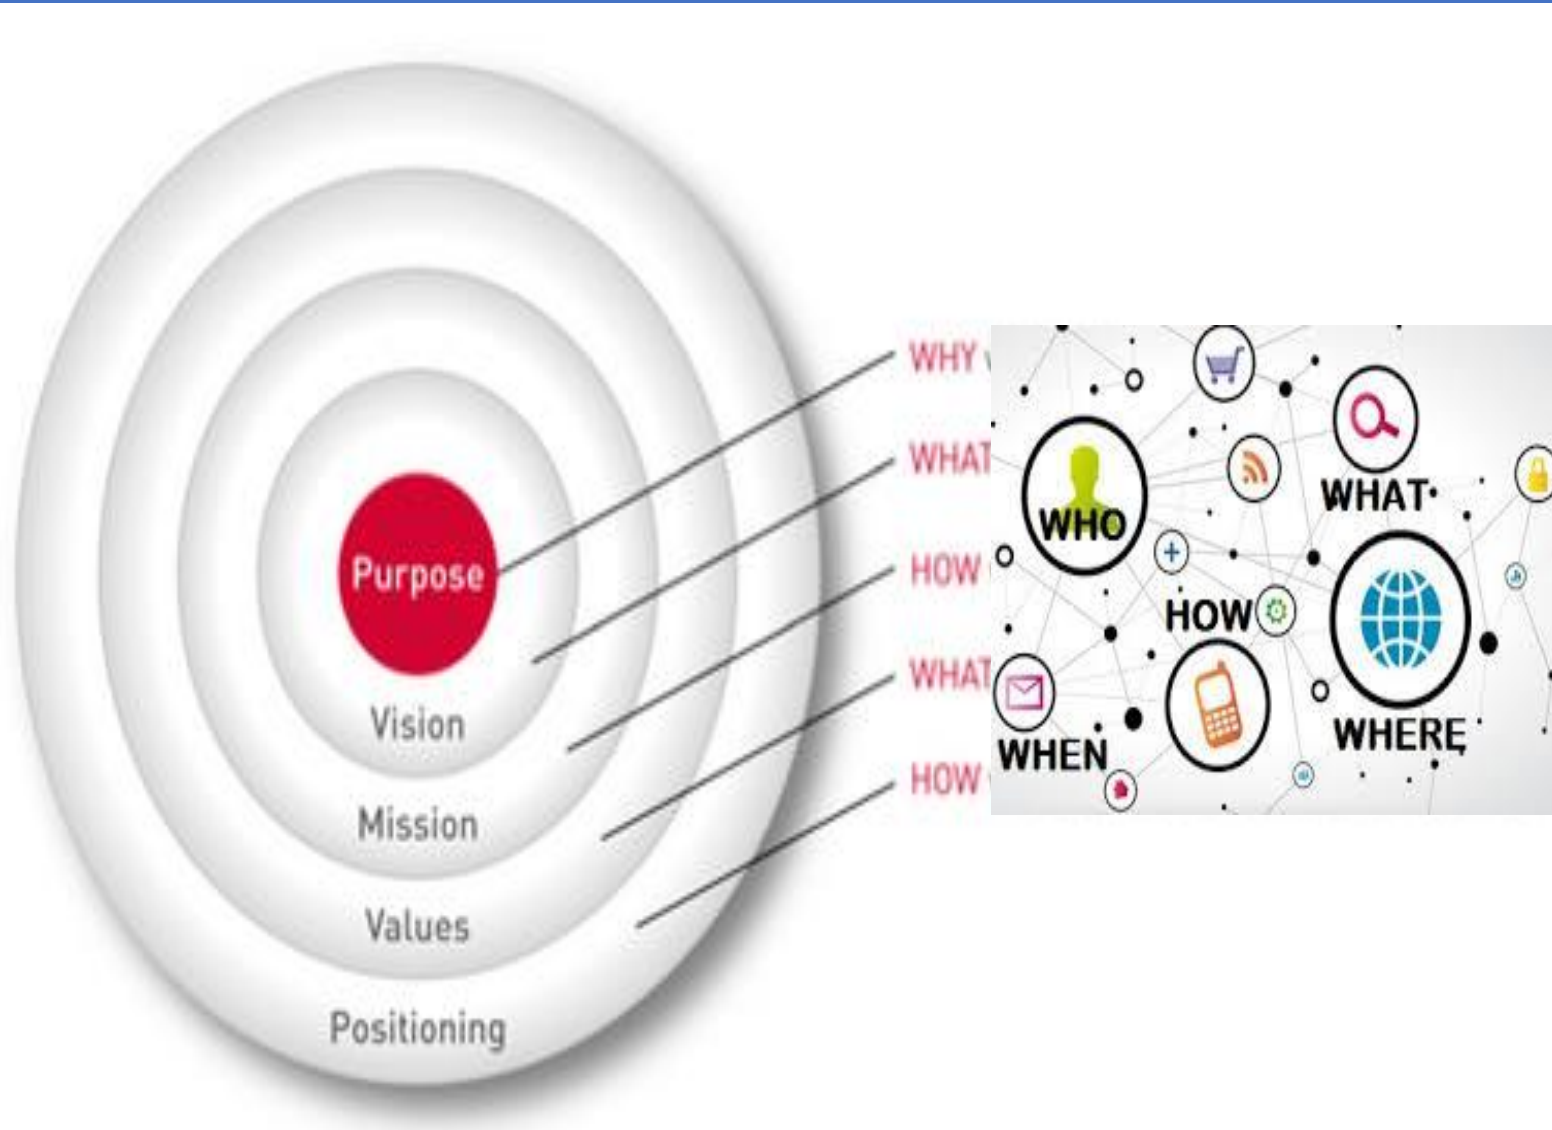 Purpose
Vision
Mission
Values
Positioning
WHY
WHAT
HOW
WHAT
HOW
WHO
WHAT
HOW
WHEN
WHERE